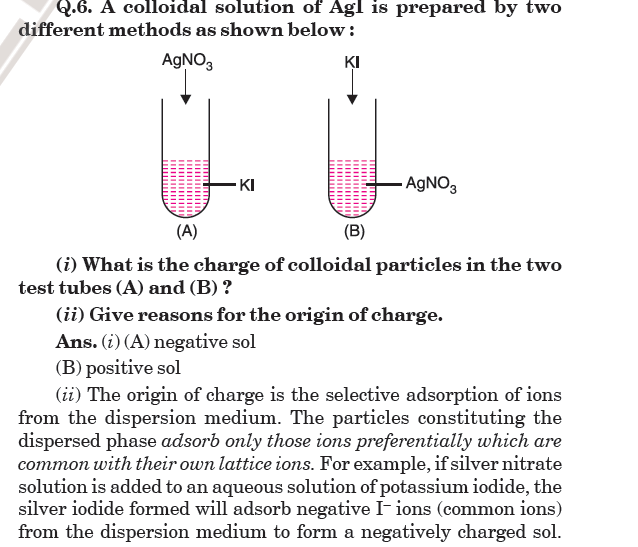 Q.6. A colloidal solution of AgI is prepared by two
different methods as shown below :
AgNO3
KI
KI
AgNO3
(A)
(B)
(i) What is the charge of colloidal particles in the two
test tubes (A) and (B) ?
(ii) Give reasons for the origin of charge.
Ans. (i) (A) negative sol
(B) positive sol
(ii) The origin of charge is the selective adsorption of ions
from the dispersion medium. The particles constituting the
dispersed phase adsorb only those ions preferentially which are
common with their own lattice ions. For example, if silver nitrate
solution is added to an aqueous solution of potassium iodide, the
silver iodide formed will adsorb negative I– ions (common ions)
from the dispersion medium to form a negatively charged sol.